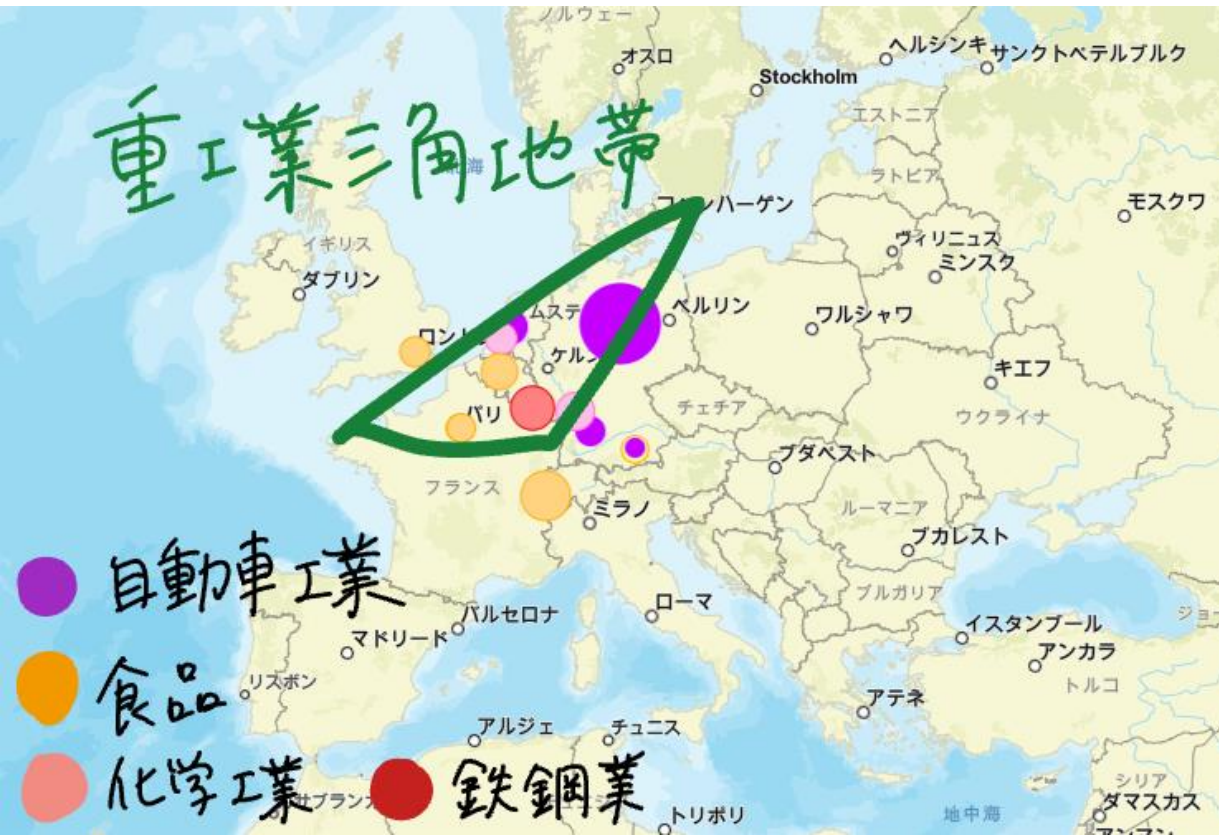 ノルウェー
オスロ
ヘルシンキ
サンクトペテルブルク
Stockholm
エストニア
重工業三角地帯
北海
ラトビア
モスクワ
イギリス
ヴィリニュス
ミンスク
ダブリン
ベルリン
ワルシャワ
ケルン
キエフ
パリ
チェチア
ウクライナ
ブダペスト
フランス
ミラノ
ルーマニア
ブカレスト
自動車工業
ブルガリア
バルセロナ
ローマ
イスタンブール
マドリード
アンカラ
食品
リスボン
トルコ
アテネ
アルジェ
チュニス
化学工業
鉄鋼業
シリア
ダマスカス
地中海
トリポリ